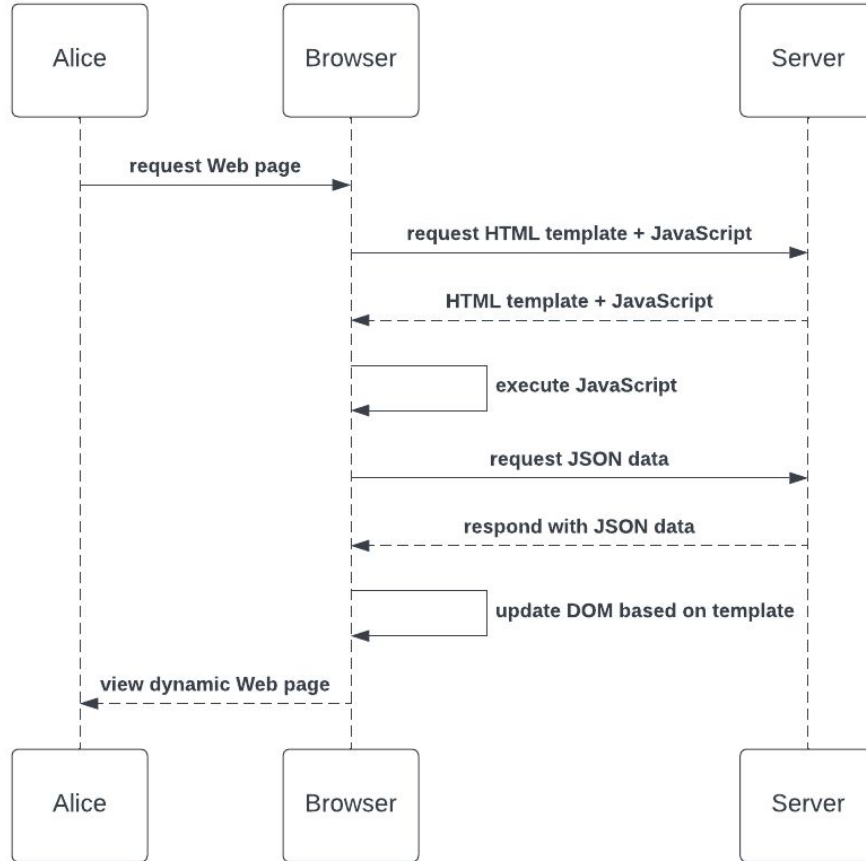 Alice
Browser
Server
request Web page
request HTML template + JavaScript
HTML template + JavaScript
execute JavaScript
request JSON data
respond with JSON data
update DOM based on template
view dynamic Web page
Alice
Browser
Server